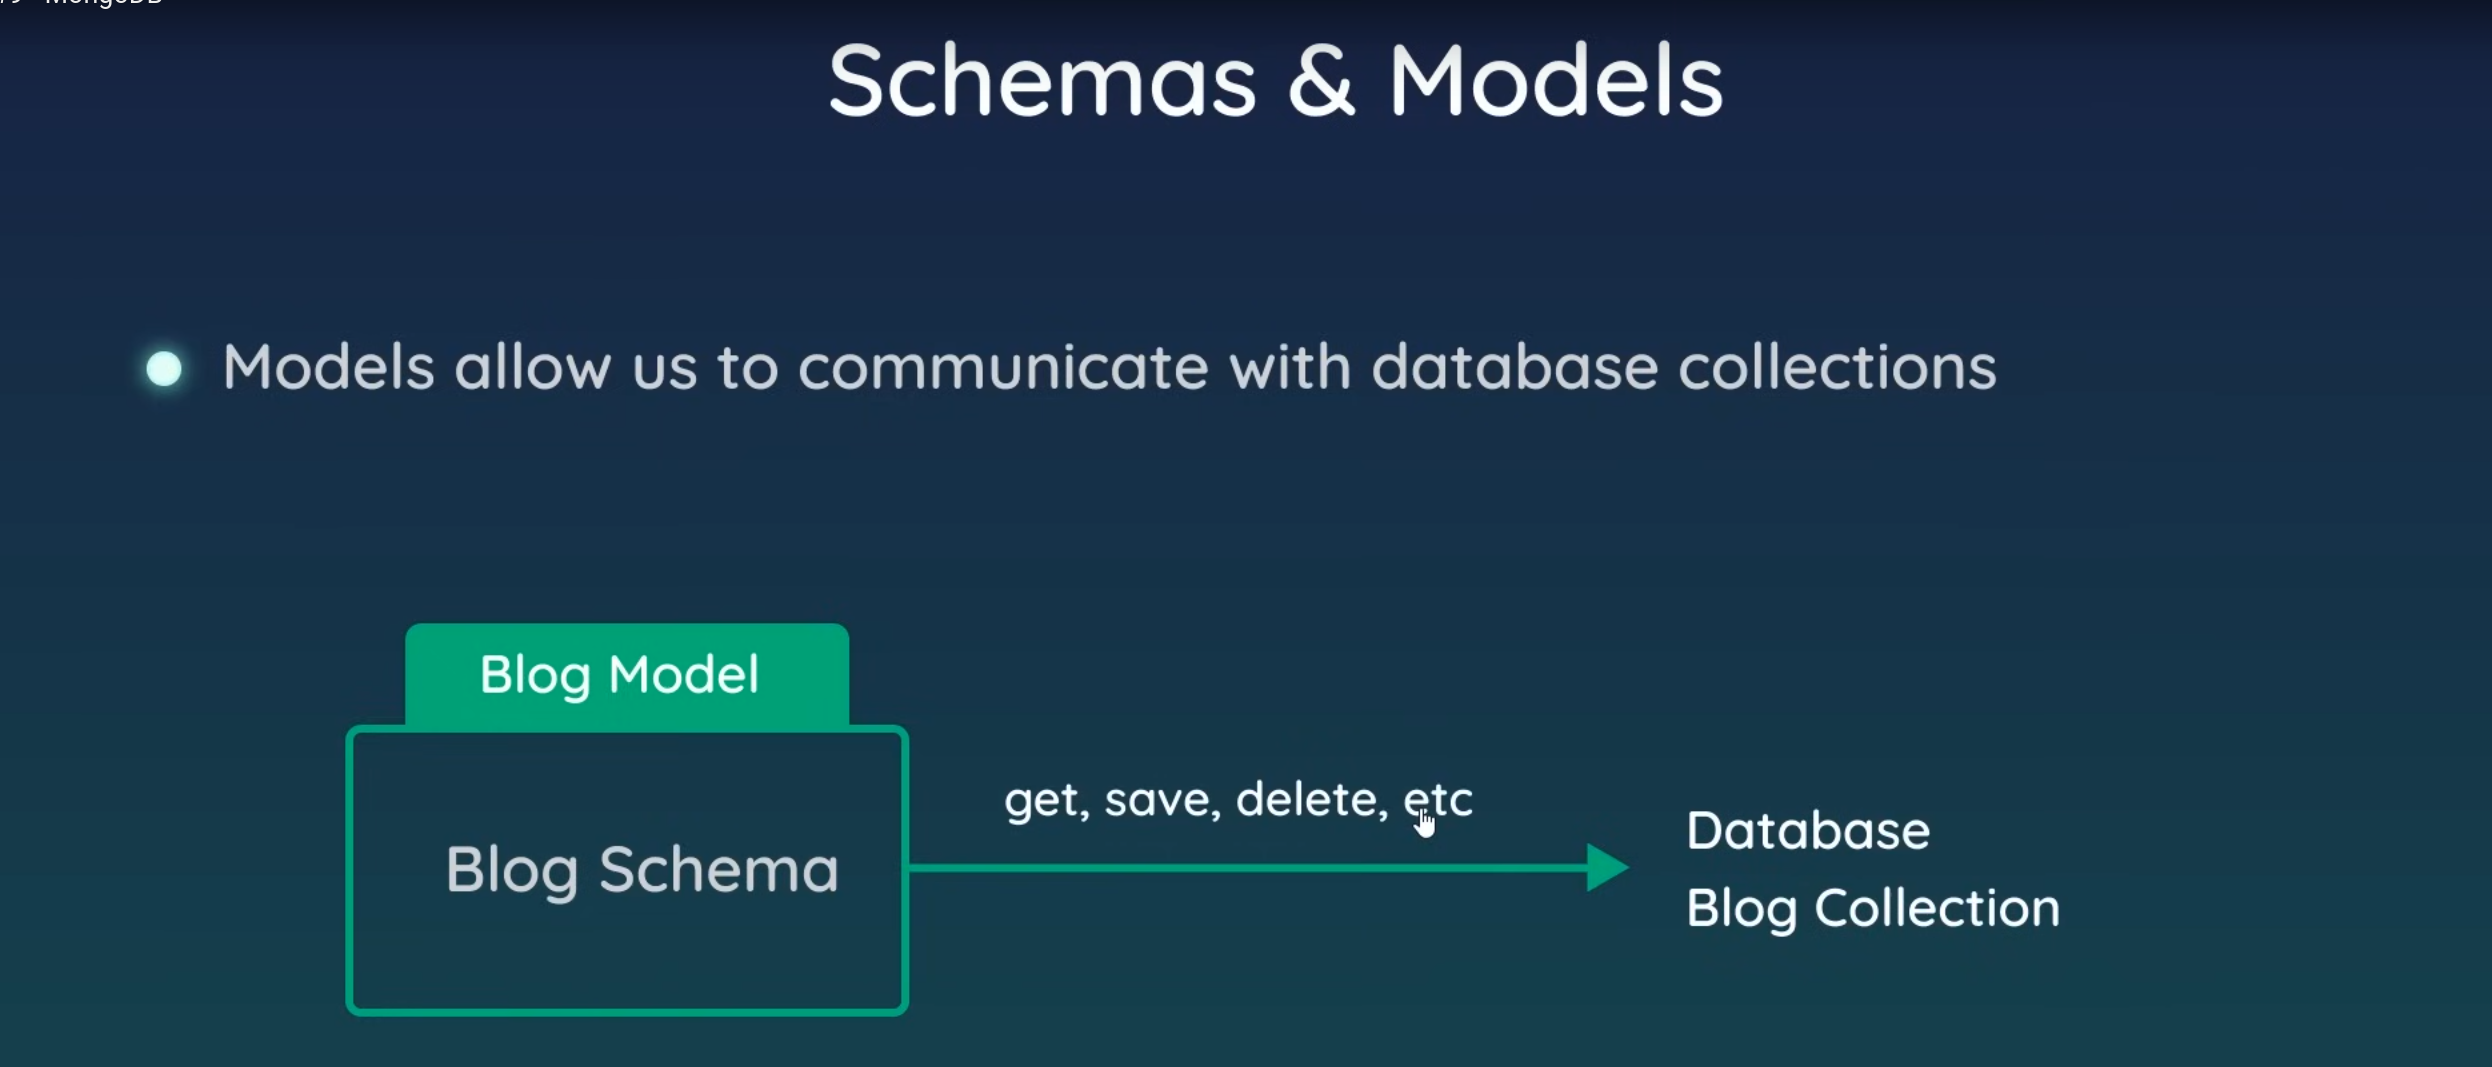 MongoDB
Schemas & Models
Models allow us to communicate with database collections
Blog Model
Blog Schema
get, save, delete, etc
Database
Blog Collection